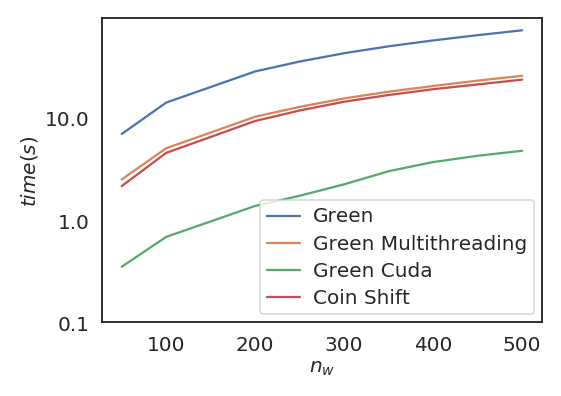 time(s)
10.0
1.0
0.1
Green
Green Multithreading
Green Cuda
Coin Shift
100 200 300 400 500
n_w